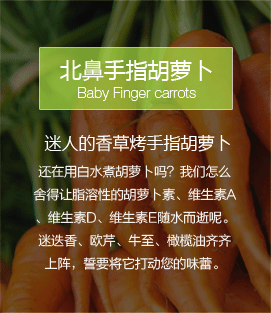 北鼻手指胡萝卜
Baby Finger carrots
迷人的香草烤手指胡萝卜
还在用白水煮胡萝卜吗？我们怎么
舍得让脂溶性的胡萝卜素、维生素A
、维生素D、维生素E随水而逝呢。
迷迭香、欧芹、牛至、橄榄油齐齐
上阵，誓要将它打动您的味蕾。